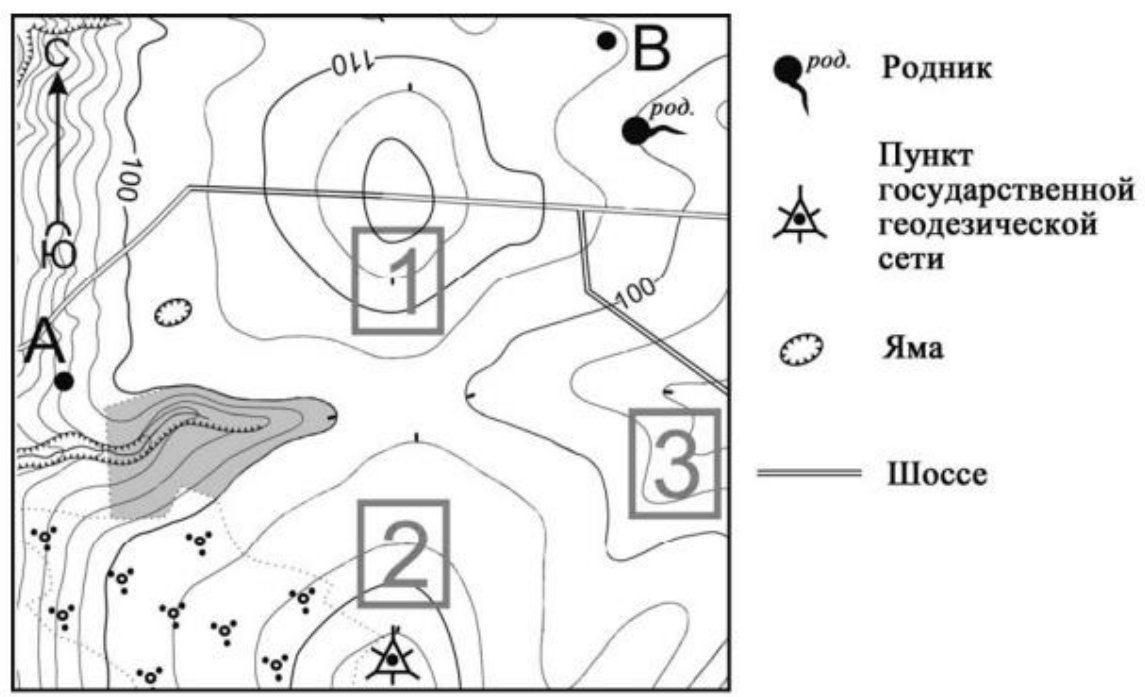 С
Ю
110
100
А
В
род.
100
1
2
3
род.
Родник
Пункт
государственной
геодезической
сети
Яма
Шоссе